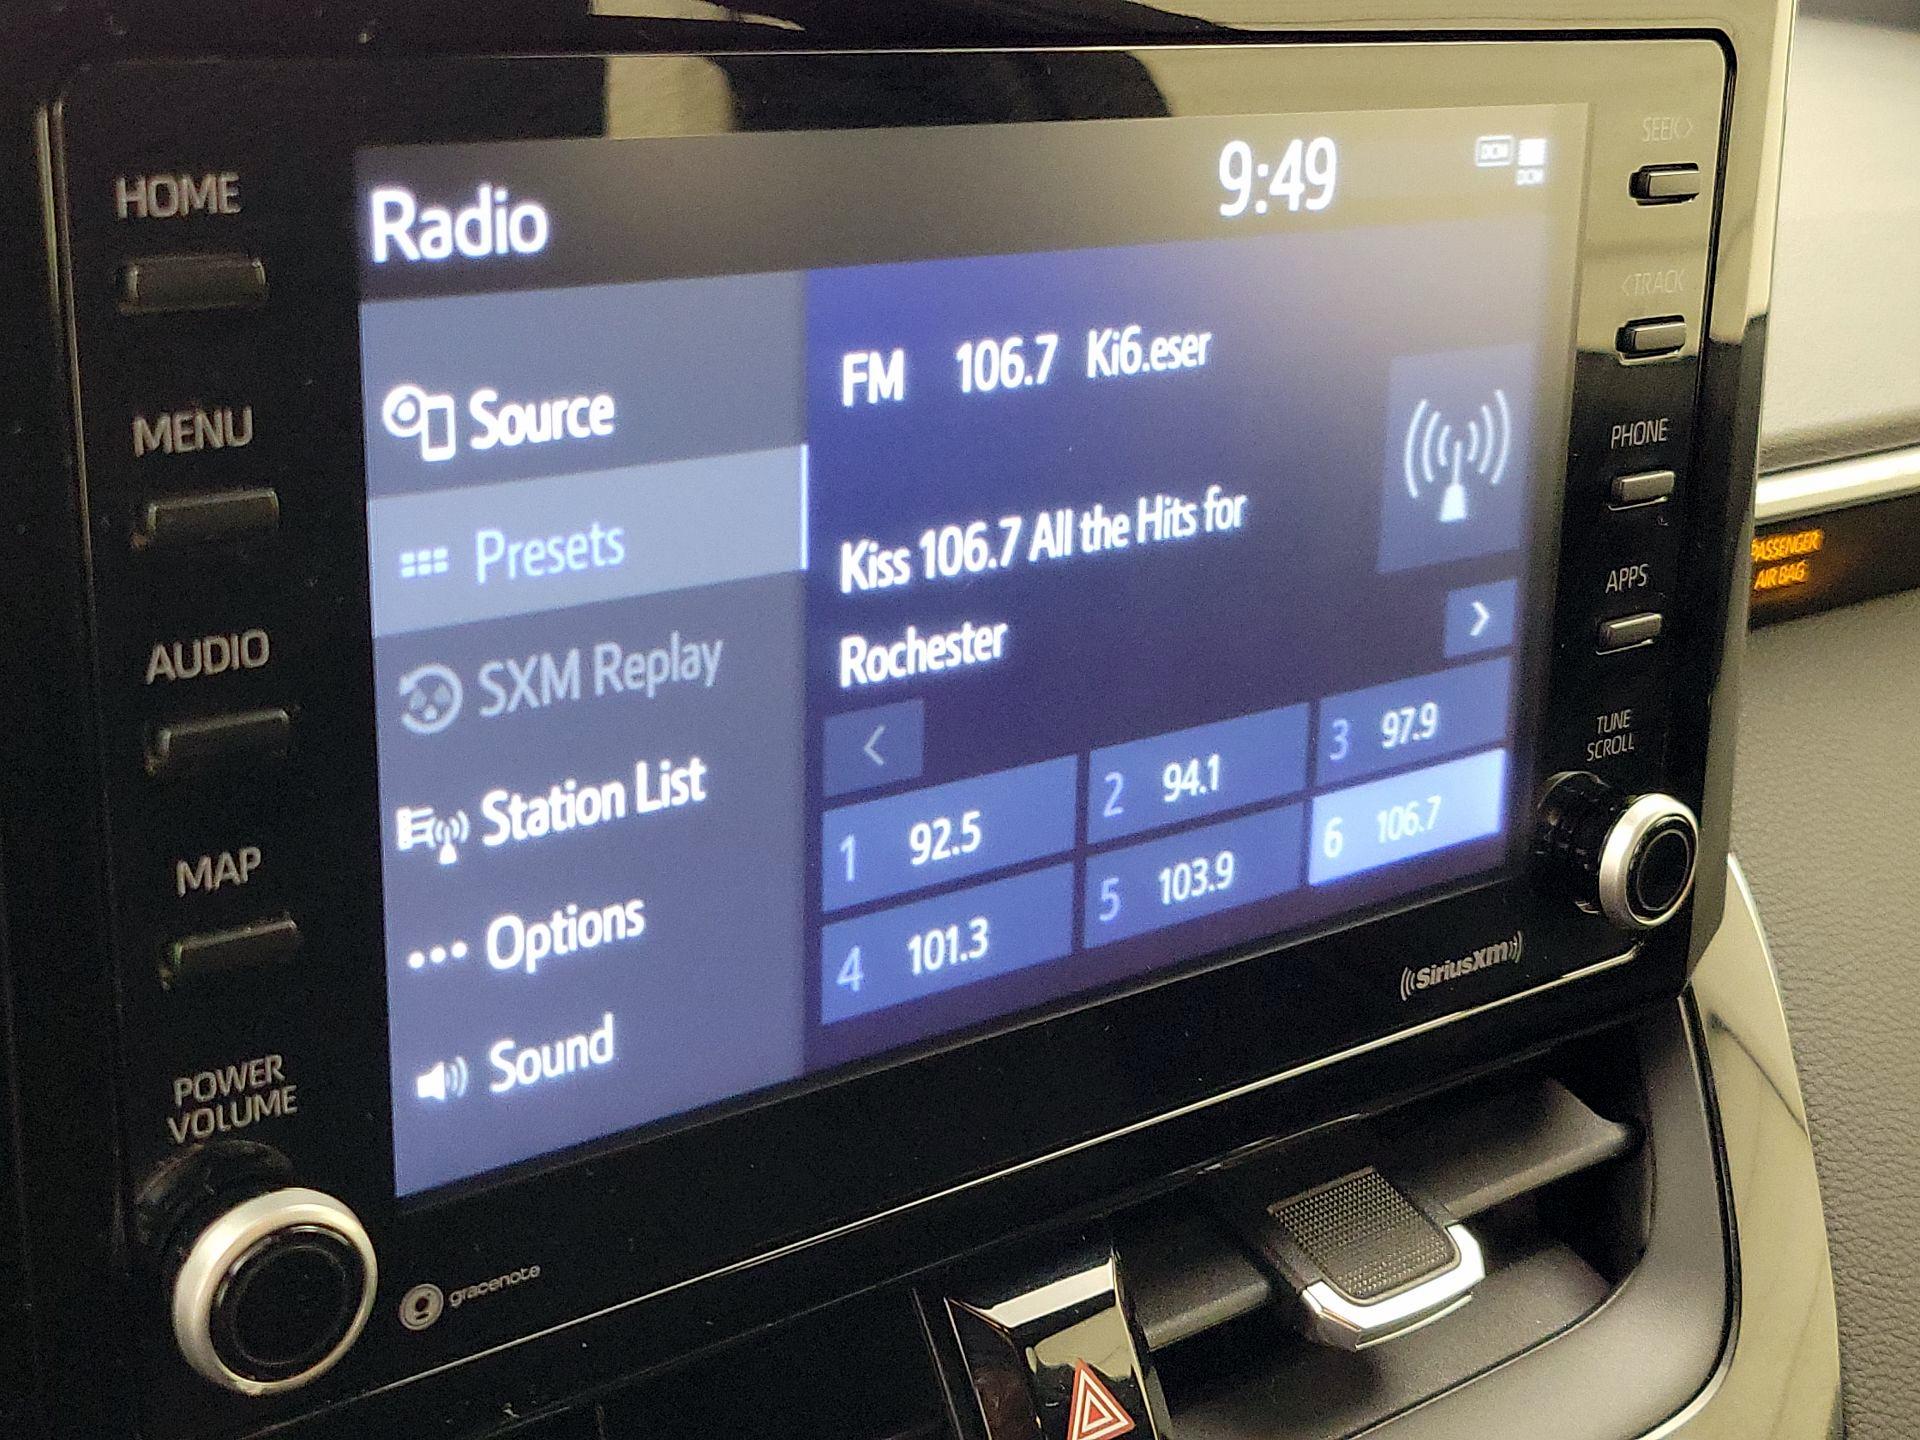 HOME
MENU
AUDIO
MAP
POWER
VOLUME
Radio
9:49
DCM
DCM
Source
Presets
SXM Replay
Station List
Options
Sound
FM 106.7 Ki6.eser
Kiss 106.7 All the Hits for
Rochester
1 92.5
2 94.1
3 97.9
4 101.3
5 103.9
6 106.7
SEEK>
<TRACK
PHONE
APPS
TUNE
SCROLL
PASSENGER
AIR BAG
SiriusXM
gracenote